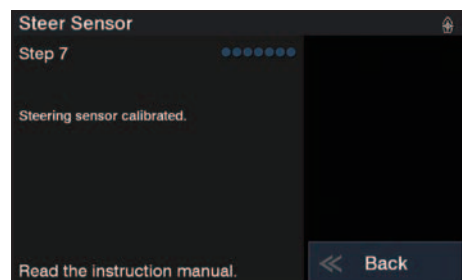 Steer Sensor
Step 7
Steering sensor calibrated.
Read the instruction manual.
Back